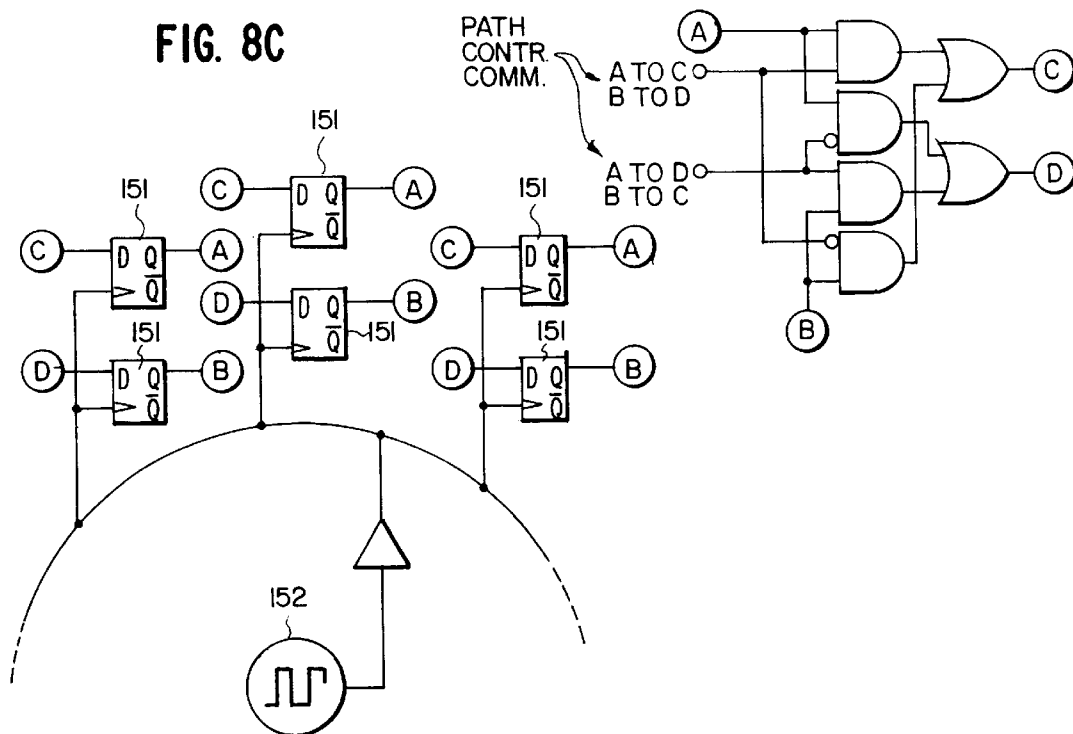 FIG. 8C
PATH
CONTR.
COMM.
A TO C
B TO D
A TO D
B TO C
A
C
D
B
151
C
D Q
Q̅
A
151
D
D Q
Q̅
B
151
C
D Q
Q̅
A
D
D Q
Q̅
B
151
151
C
D Q
Q̅
A
151
D
D Q
Q̅
B
152